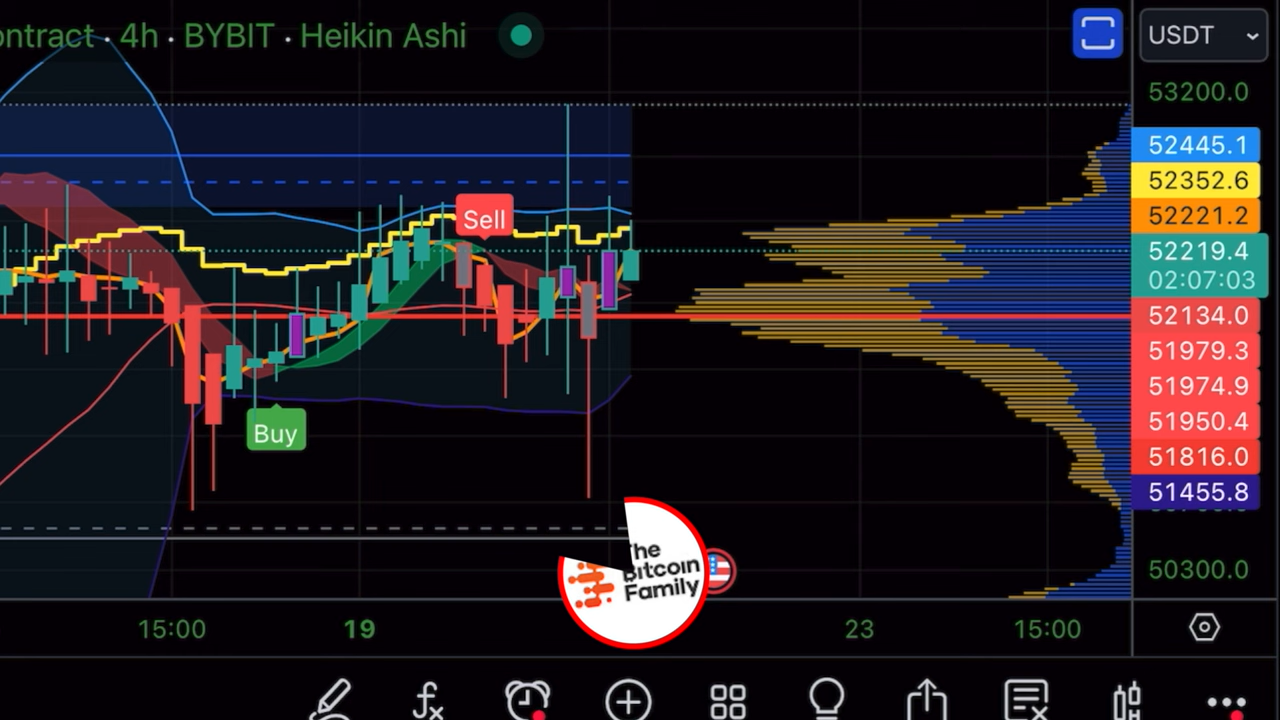 ontract · 4h · BYBIT · Heikin Ashi
USDT
53200.0
52445.1
52352.6
52221.2
52219.4
02:07:03
52134.0
51979.3
51974.9
51950.4
51816.0
51455.8
50300.0
Sell
Buy
The
Bitcoin
Family
15:00
19
23
15:00
fx